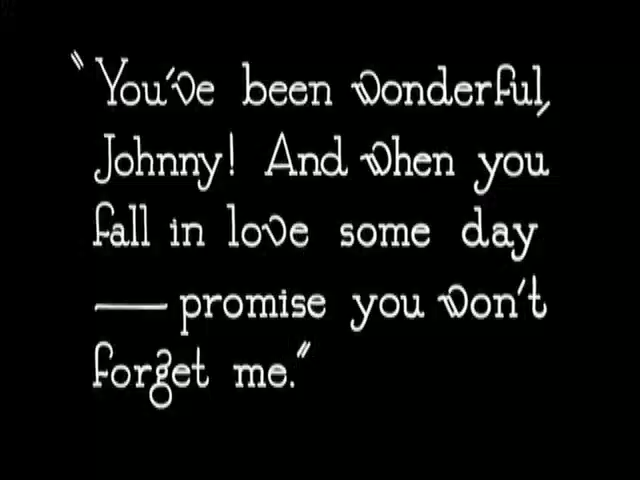 "You've been wonderful,
Johnny! And when you
fall in love some day
— promise you won't
forget me."